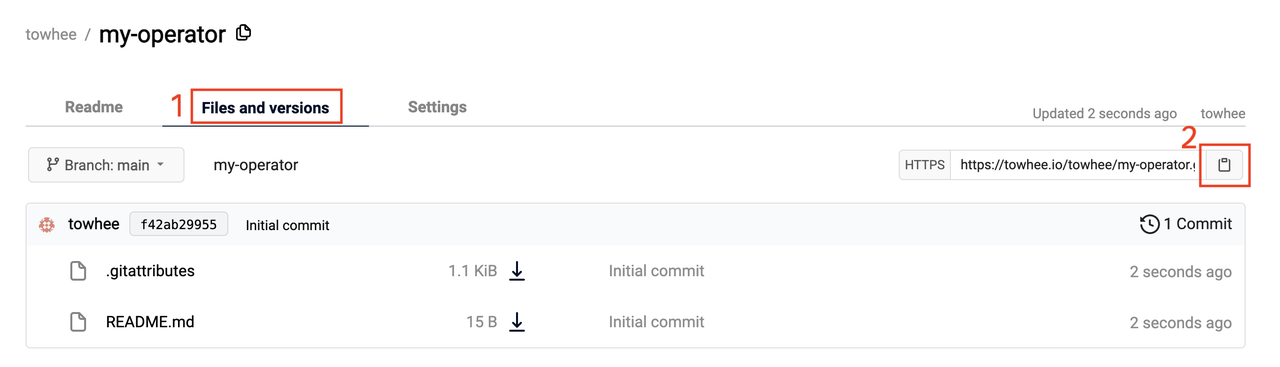 towhee / my-operator
Readme 1 Files and versions Settings Updated 2 seconds ago towhee
2
Branch: main my-operator HTTPS https://towhee.io/towhee/my-operator.g
towhee f42ab29955 Initial commit 1 Commit
.gitattributes 1.1 KiB Initial commit 2 seconds ago
README.md 15 B Initial commit 2 seconds ago